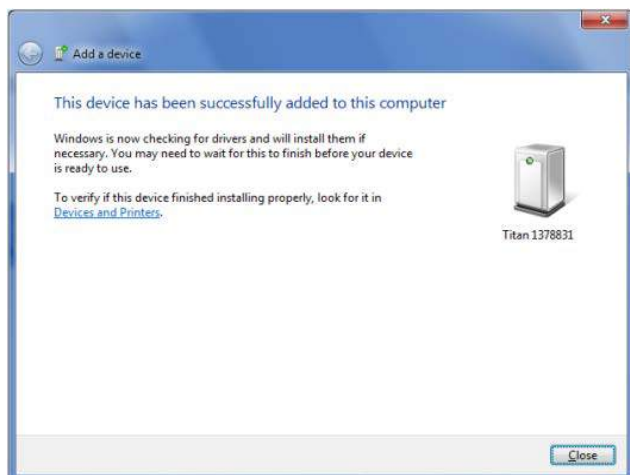 Add a device
This device has been successfully added to this computer
Windows is now checking for drivers and will install them if
necessary. You may need to wait for this to finish before your device
is ready to use.
To verify if this device finished installing properly, look for it in
Devices and Printers.
Titan 1378831
Close